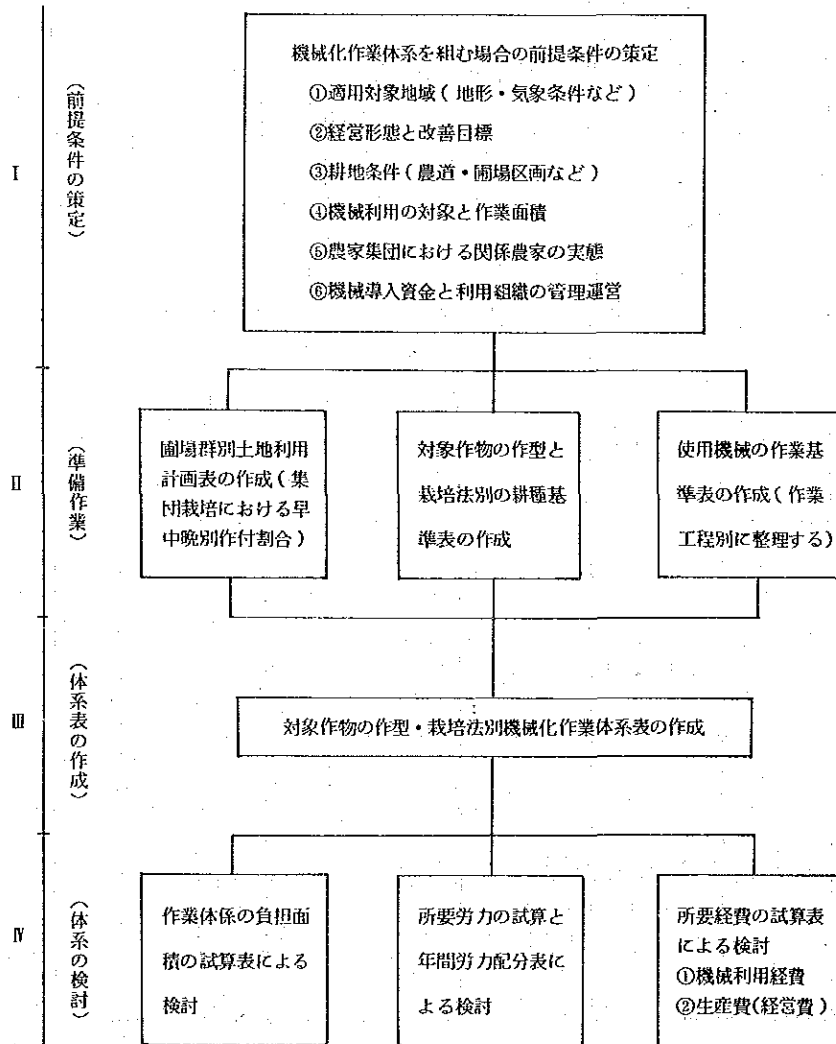 I
(前提条件の策定)
機械化作業体系を組む場合の前提条件の策定
①適用対象地域(地形・気象条件など)
②経営形態と改善目標
③耕地条件(農道・圃場区画など)
④機械利用の対象と作業面積
⑤農家集団における関係農家の実態
⑥機械導入資金と利用組織の管理運営
II
(準備作業)
圃場群別土地利用
計画表の作成(集
団栽培における早
中晩別作付割合)
対象作物の作型と
栽培法別の耕種基
準表の作成
使用機械の作業基
準表の作成(作業
工程別に整理する)
III
(体系表の作成)
対象作物の作型・栽培法別機械化作業体系表の作成
IV
(体系の検討)
作業体係の負担面
積の試算表による
検討
所要労力の試算と
年間労力配分表に
よる検討
所要経費の試算表
による検討
①機械利用経費
②生産費(経営費)